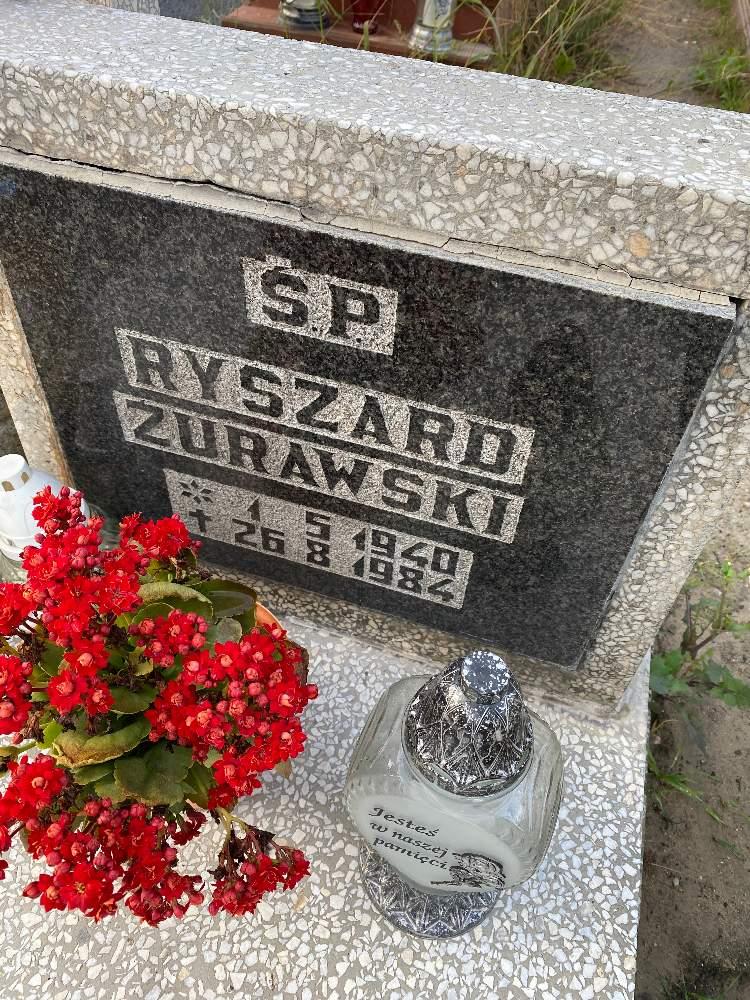 Ś.P.
RYSZARD
ŻURAWSKI
* 1 5 1940
✝ 26 8 1984
Jesteś
w naszej
pamięci